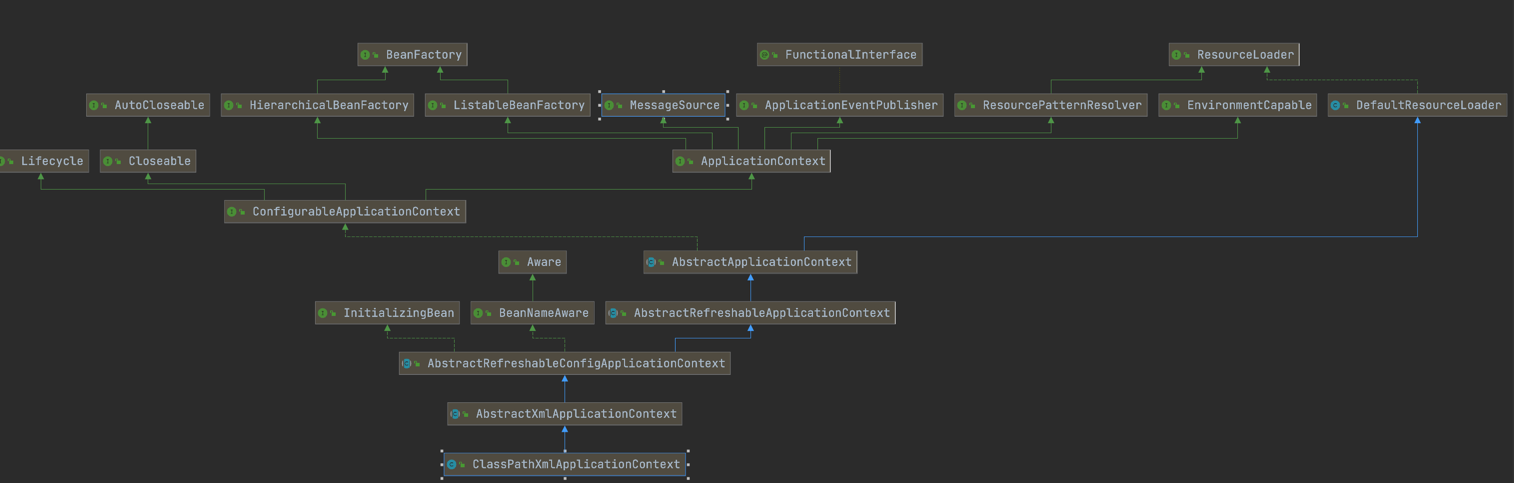 BeanFactory
FunctionalInterface
ResourceLoader
AutoCloseable
HierarchicalBeanFactory
ListableBeanFactory
MessageSource
ApplicationEventPublisher
ResourcePatternResolver
EnvironmentCapable
DefaultResourceLoader
Lifecycle
Closeable
ApplicationContext
ConfigurableApplicationContext
Aware
AbstractApplicationContext
InitializingBean
BeanNameAware
AbstractRefreshableApplicationContext
AbstractRefreshableConfigApplicationContext
AbstractXmlApplicationContext
ClassPathXmlApplicationContext